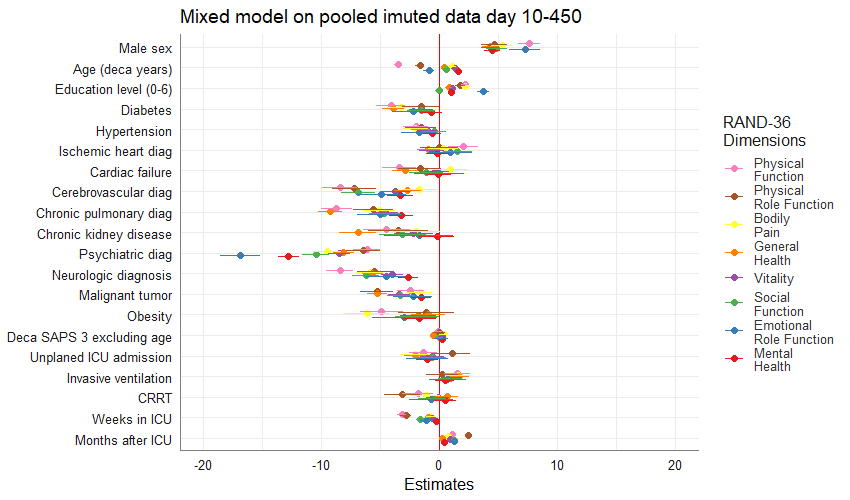 Mixed model on pooled imuted data day 10-450
Male sex
Age (deca years)
Education level (0-6)
Diabetes
Hypertension
Ischemic heart diag
Cardiac failure
Cerebrovascular diag
Chronic pulmonary diag
Chronic kidney disease
Psychiatric diag
Neurologic diagnosis
Malignant tumor
Obesity
Deca SAPS 3 excluding age
Unplaned ICU admission
Invasive ventilation
CRRT
Weeks in ICU
Months after ICU
-20 -10 0 10 20
Estimates
RAND-36
Dimensions
Physical
Function
Physical
Role Function
Bodily
Pain
General
Health
Vitality
Social
Function
Emotional
Role Function
Mental
Health